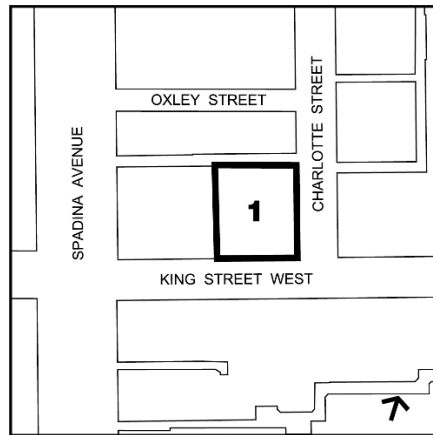 OXLEY STREET
CHARLOTTE STREET
SPADINA AVENUE
1
KING STREET WEST